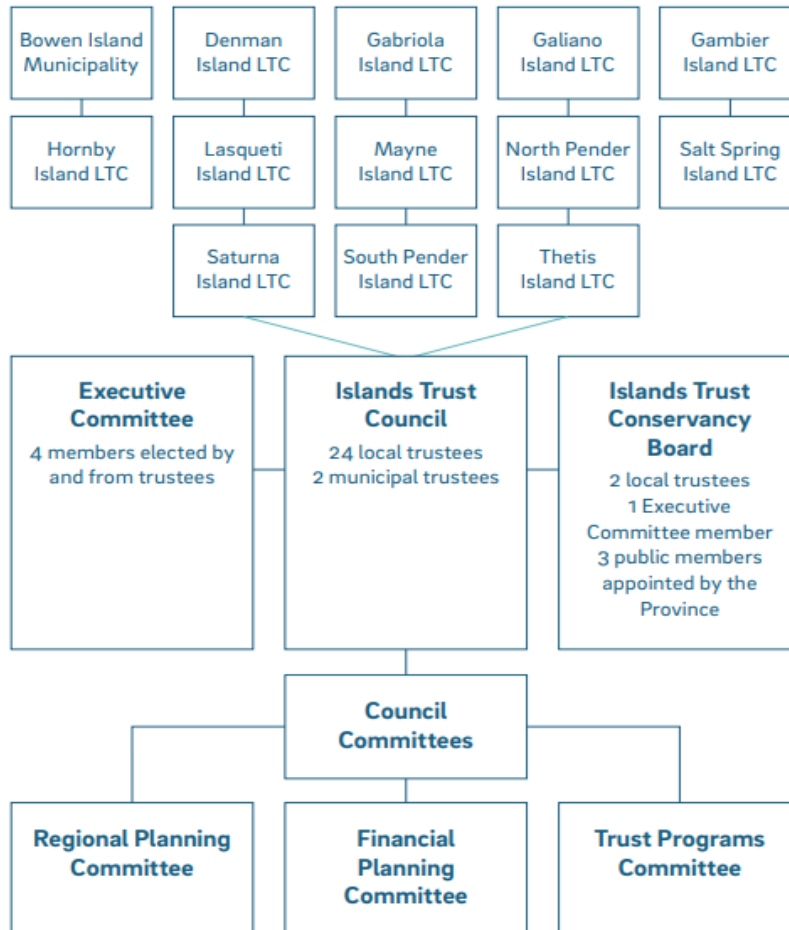 Bowen Island
Municipality
Denman
Island LTC
Gabriola
Island LTC
Galiano
Island LTC
Gambier
Island LTC
Hornby
Island LTC
Lasqueti
Island LTC
Mayne
Island LTC
North Pender
Island LTC
Salt Spring
Island LTC
Saturna
Island LTC
South Pender
Island LTC
Thetis
Island LTC
Executive
Committee
4 members elected by
and from trustees
Islands Trust
Council
24 local trustees
2 municipal trustees
Islands Trust
Conservancy
Board
2 local trustees
1 Executive
Committee member
3 public members
appointed by the
Province
Council
Committees
Regional Planning
Committee
Financial
Planning
Committee
Trust Programs
Committee